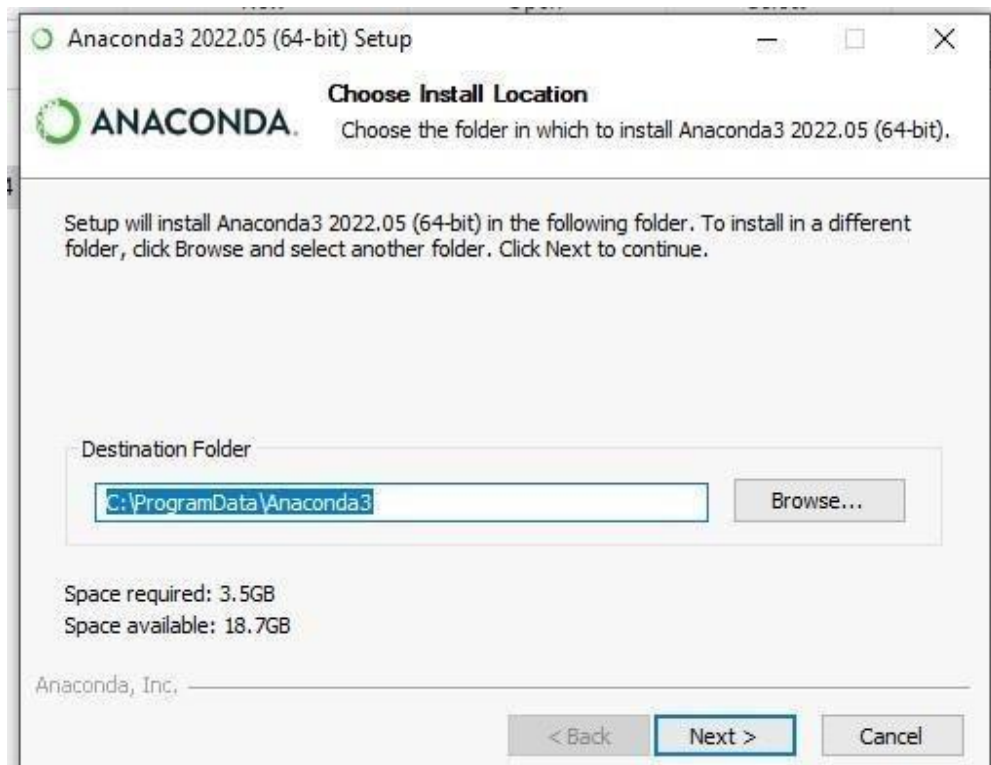 Anaconda3 2022.05 (64-bit) Setup
ANACONDA.
Choose Install Location
Choose the folder in which to install Anaconda3 2022.05 (64-bit).
Setup will install Anaconda3 2022.05 (64-bit) in the following folder. To install in a different
folder, click Browse and select another folder. Click Next to continue.
Destination Folder
C:\ProgramData\Anaconda3
Browse...
Space required: 3.5GB
Space available: 18.7GB
Anaconda, Inc.
< Back
Next >
Cancel